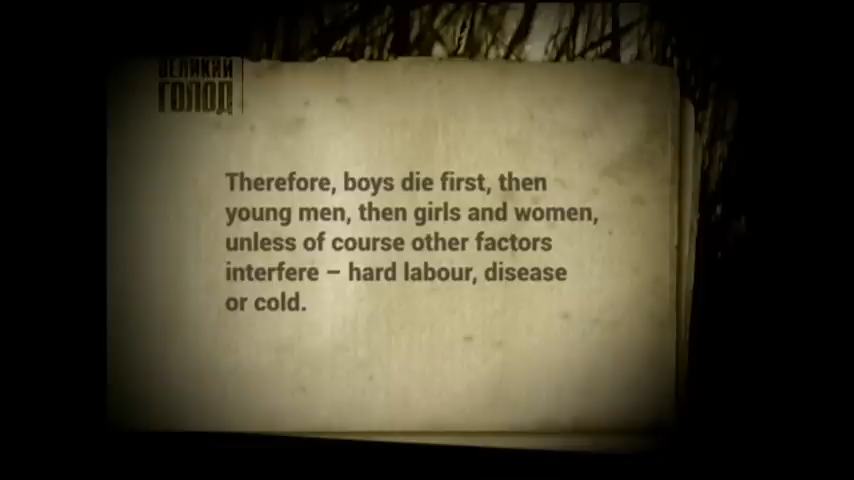 ВЕЛИКИЙ
ГОЛОД
Therefore, boys die first, then
young men, then girls and women,
unless of course other factors
interfere – hard labour, disease
or cold.